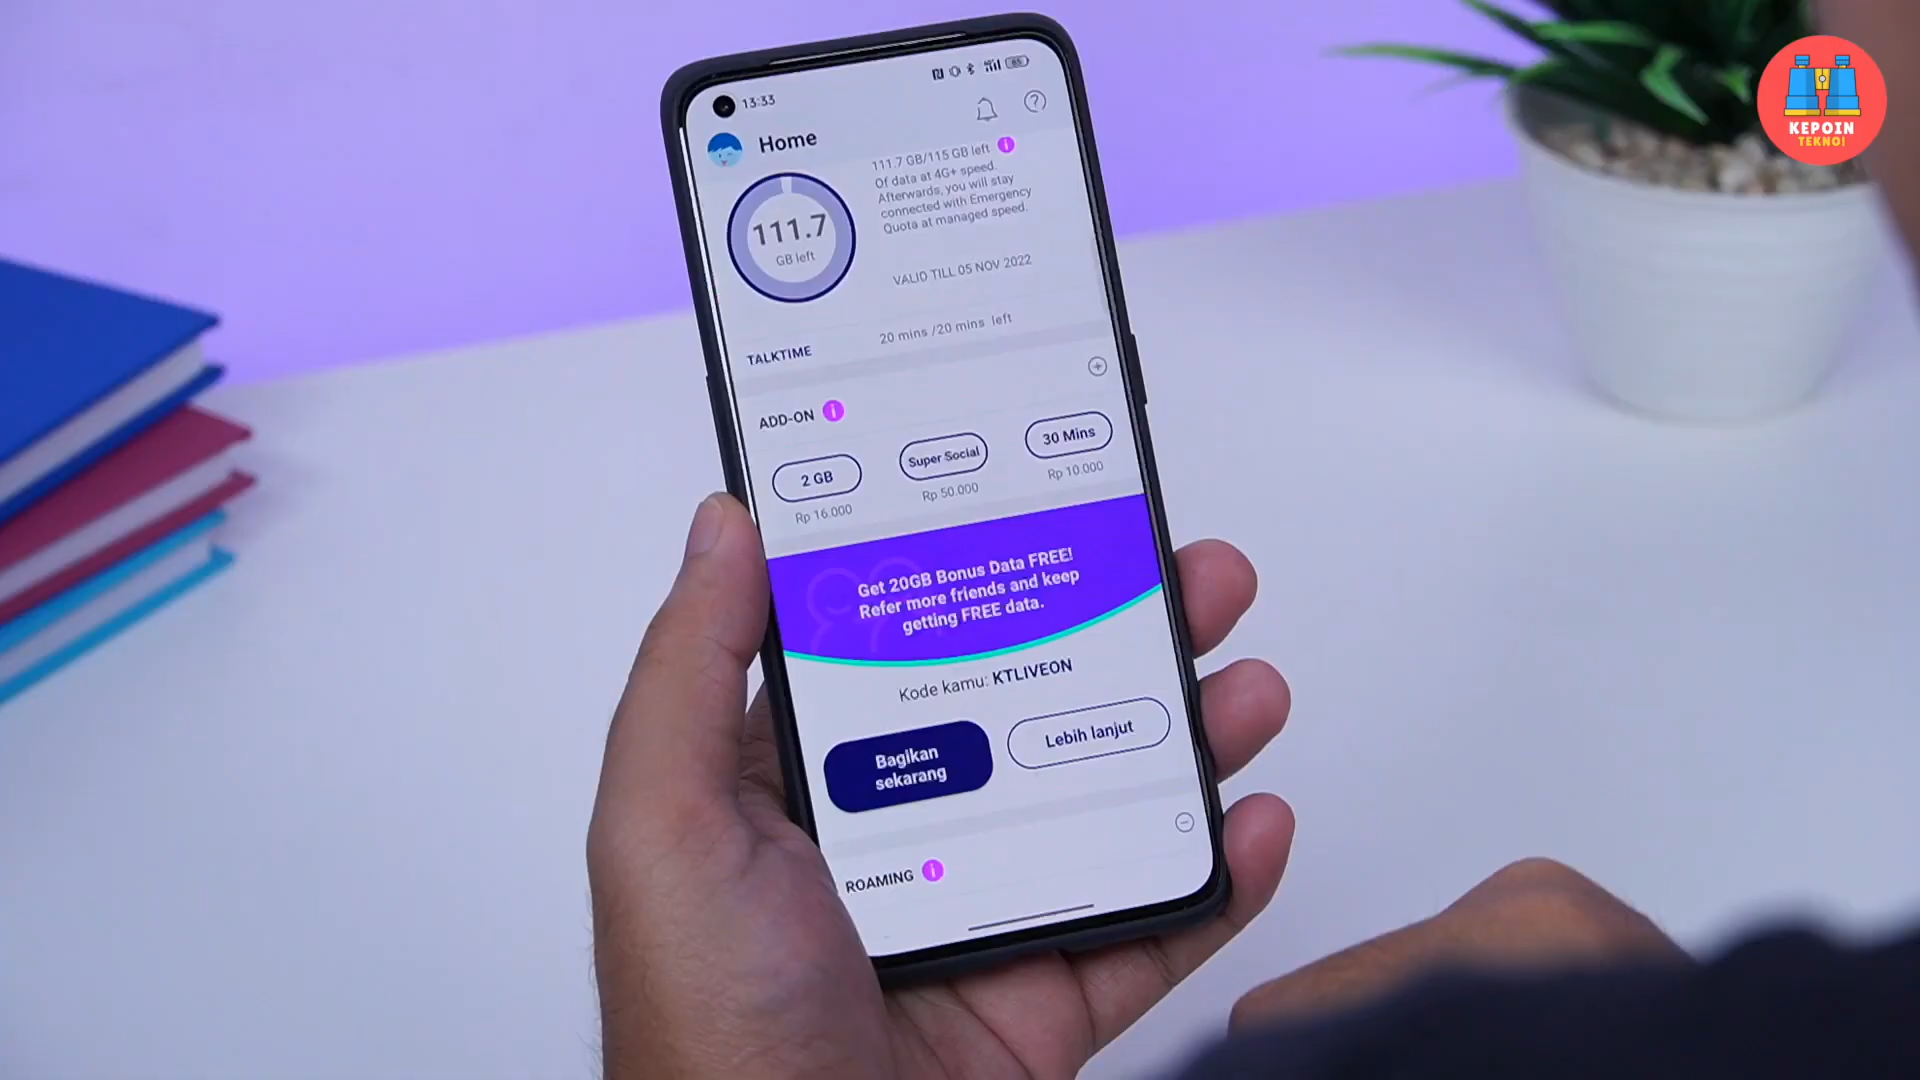 KEPOIN
TEKNO!
13:33
85
Home
111.7
GB left
111.7 GB/115 GB left
Of data at 4G+ speed.
Afterwards, you will stay
connected with Emergency
Quota at managed speed.
VALID TILL 05 NOV 2022
TALKTIME
20 mins /20 mins left
ADD-ON
2 GB
Super Social
30 Mins
Rp 16.000
Rp 50.000
Rp 10.000
Get 20GB Bonus Data FREE!
Refer more friends and keep
getting FREE data.
Kode kamu: KTLIVEON
Bagikan
sekarang
Lebih lanjut
ROAMING